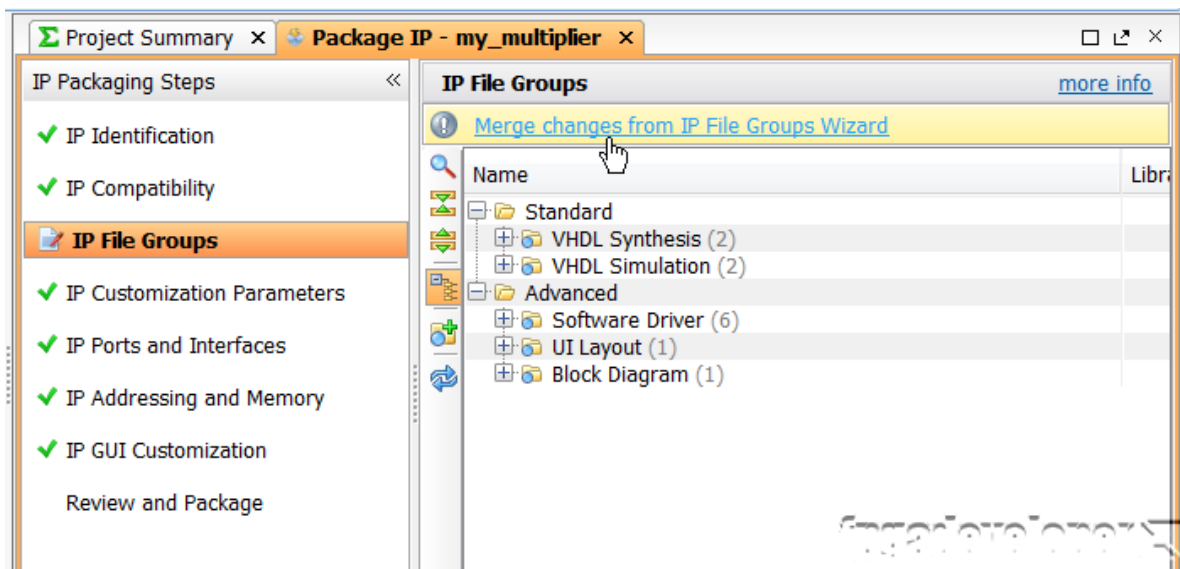 Project Summary
Package IP - my_multiplier
IP Packaging Steps
IP Identification
IP Compatibility
IP File Groups
IP Customization Parameters
IP Ports and Interfaces
IP Addressing and Memory
IP GUI Customization
Review and Package
IP File Groups
more info
Merge changes from IP File Groups Wizard
Name
Standard
VHDL Synthesis (2)
VHDL Simulation (2)
Advanced
Software Driver (6)
UI Layout (1)
Block Diagram (1)